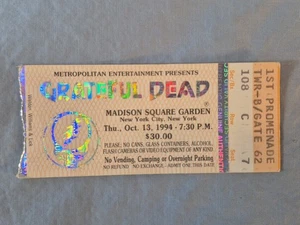 METROPOLITAN ENTERTAINMENT PRESENTS
GRATEFUL DEAD
MADISON SQUARE GARDEN
New York City, New York
Thu., Oct. 13, 1994 - 7:30 P.M.
$30.00
PLEASE: NO CANS, GLASS CONTAINERS, ALCOHOL,
FLASH CAMERAS OR VIDEO EQUIPMENT OF ANY KIND
No Vending, Camping or Overnight Parking
NO REFUND NO EXCHANGE
ADMIT ONE THIS DATE
1ST PROMENADE
TWR-B/GATE 62
108 C 7